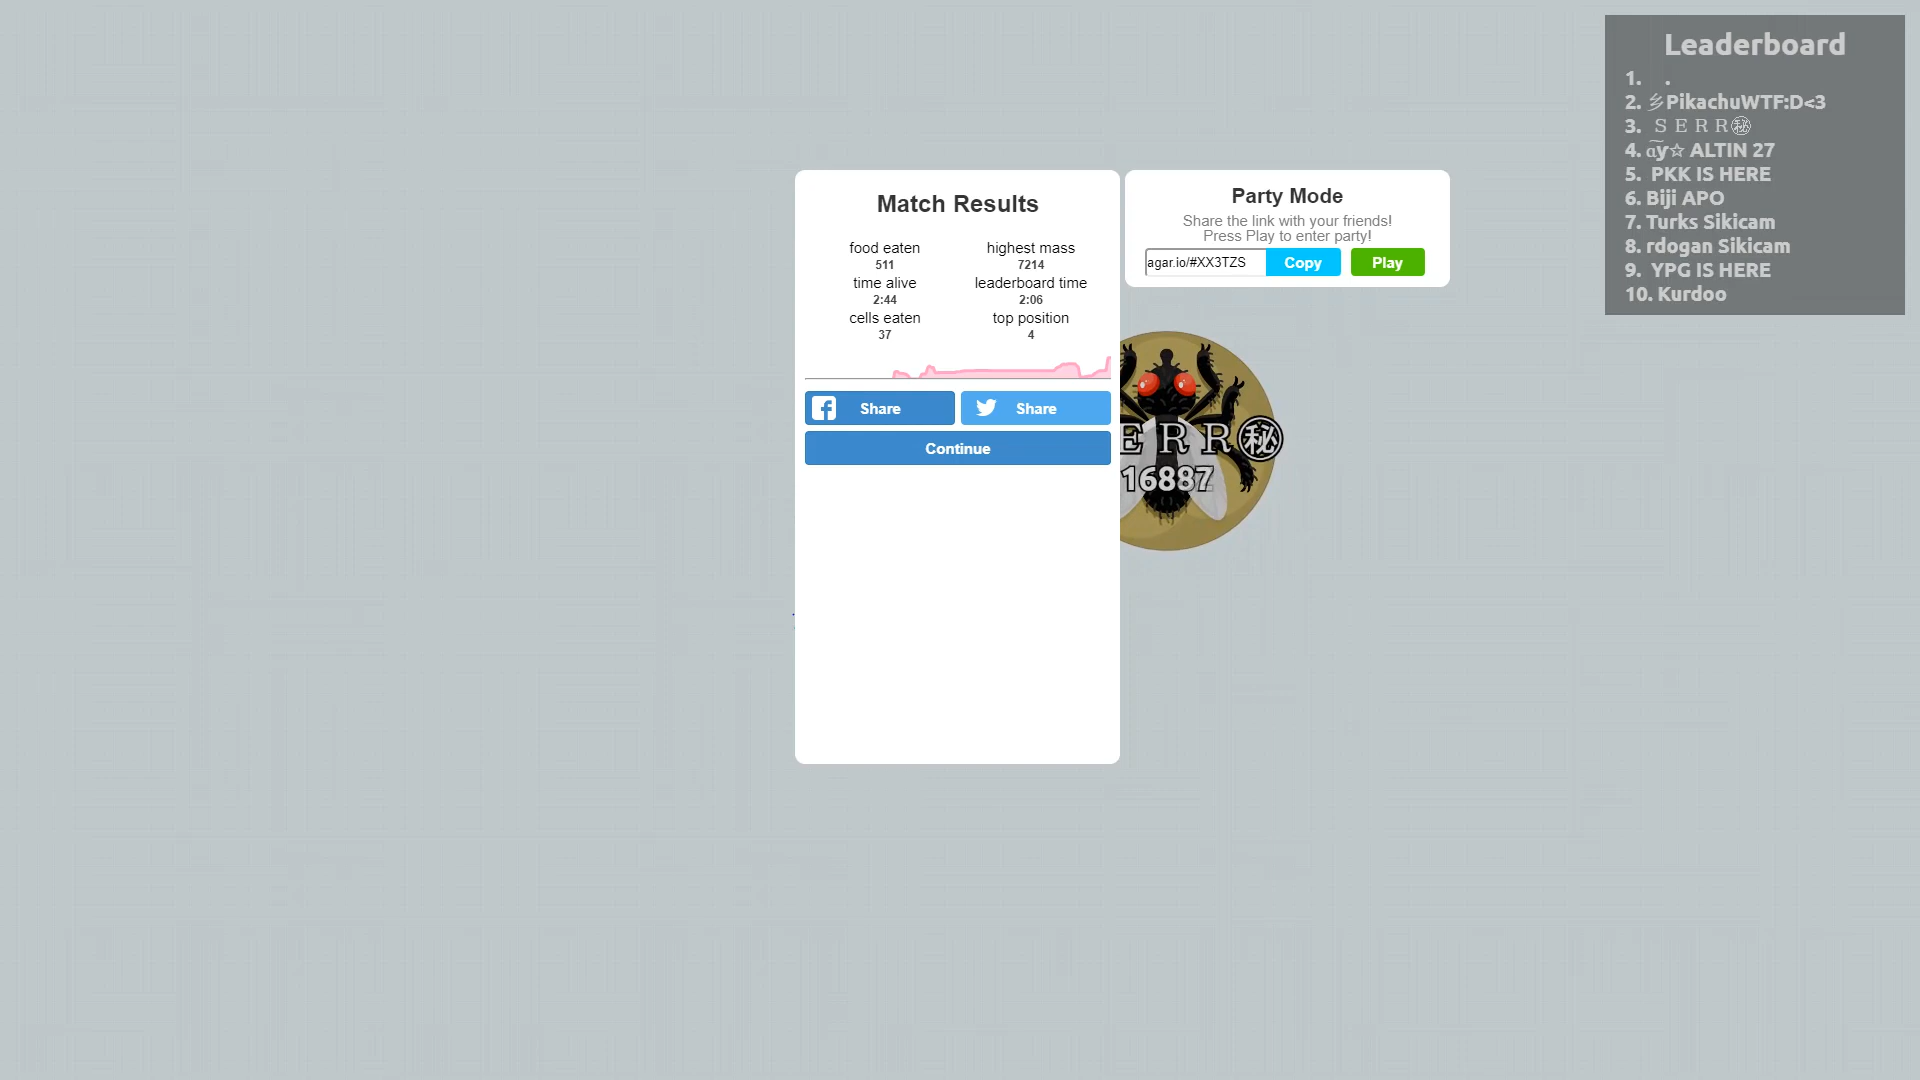 Leaderboard
1. .
2. 乡PikachuWTF:D<3
3. ＳＥＲＲ㊙
4. α͠y☆ ALTIN 27
5. PKK IS HERE
6. Biji APO
7. Turks Sikicam
8. rdogan Sikicam
9. YPG IS HERE
10. Kurdoo
Match Results
food eaten
511
highest mass
7214
time alive
2:44
leaderboard time
2:06
cells eaten
37
top position
4
Share
Share
Continue
Party Mode
Share the link with your friends!
Press Play to enter party!
agar.io/#XX3TZS
Copy
Play
ＥＲＲ㊙
16887